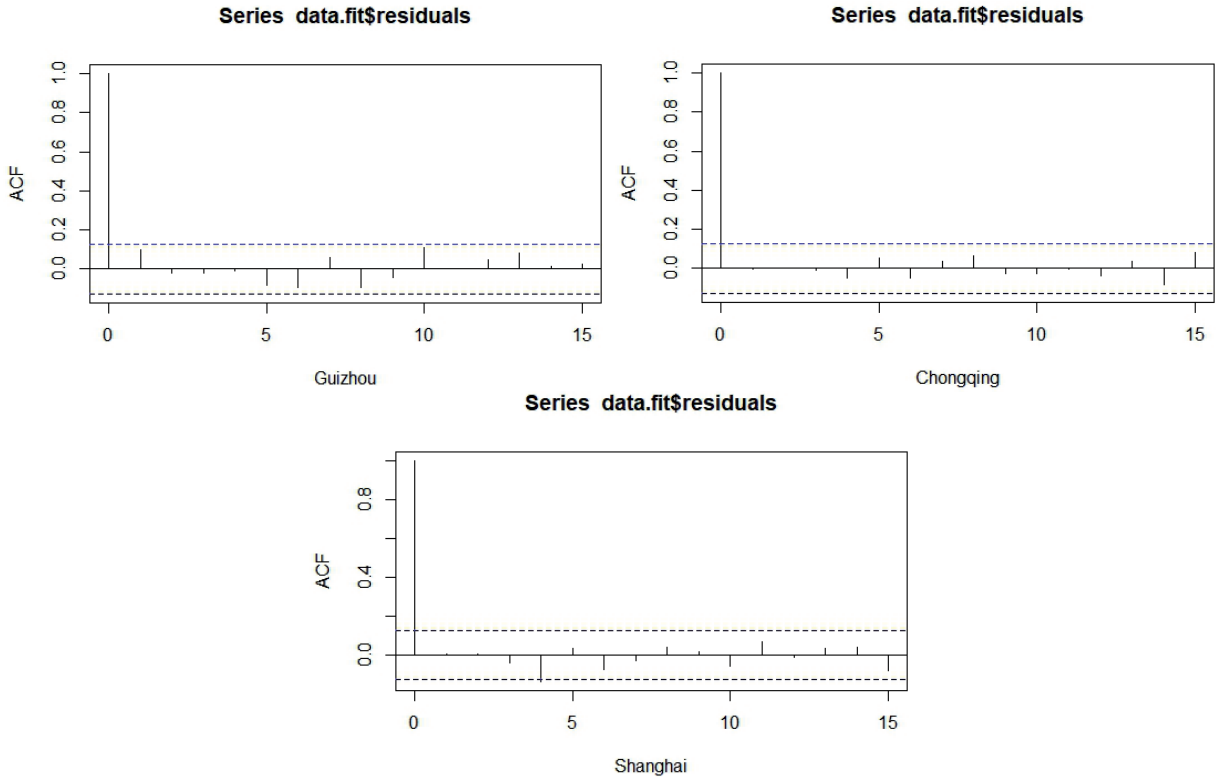 Series data.fit$residuals
ACF
0.0 0.2 0.4 0.6 0.8 1.0
0 5 10 15
Guizhou
Series data.fit$residuals
ACF
0.0 0.2 0.4 0.6 0.8 1.0
0 5 10 15
Chongqing
Series data.fit$residuals
ACF
0.0 0.4 0.8
0 5 10 15
Shanghai